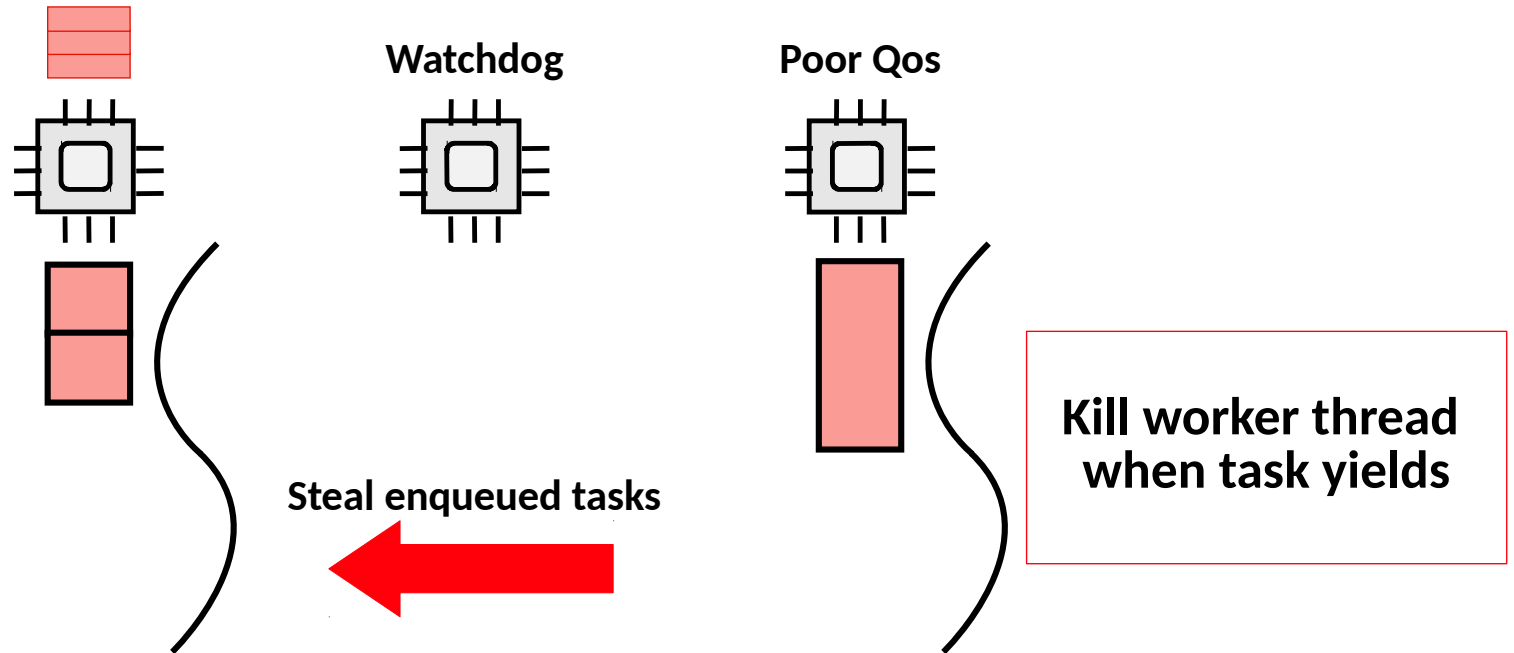 Watchdog
Poor Qos
Kill worker thread
when task yields
Steal enqueued tasks